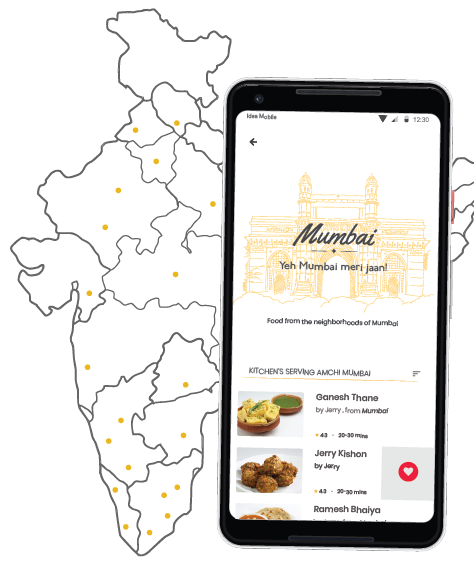 Idea Mobile
12:30
Mumbai
Yeh Mumbai meri jaan!
Food from the neighborhoods of Mumbai
KITCHEN'S SERVING AMCHI MUMBAI
Ganesh Thane
by Jerry . from Mumbai
4.3 • 20-30 mins
Jerry Kishon
by Jerry
4.3 • 20-30 mins
Ramesh Bhaiya